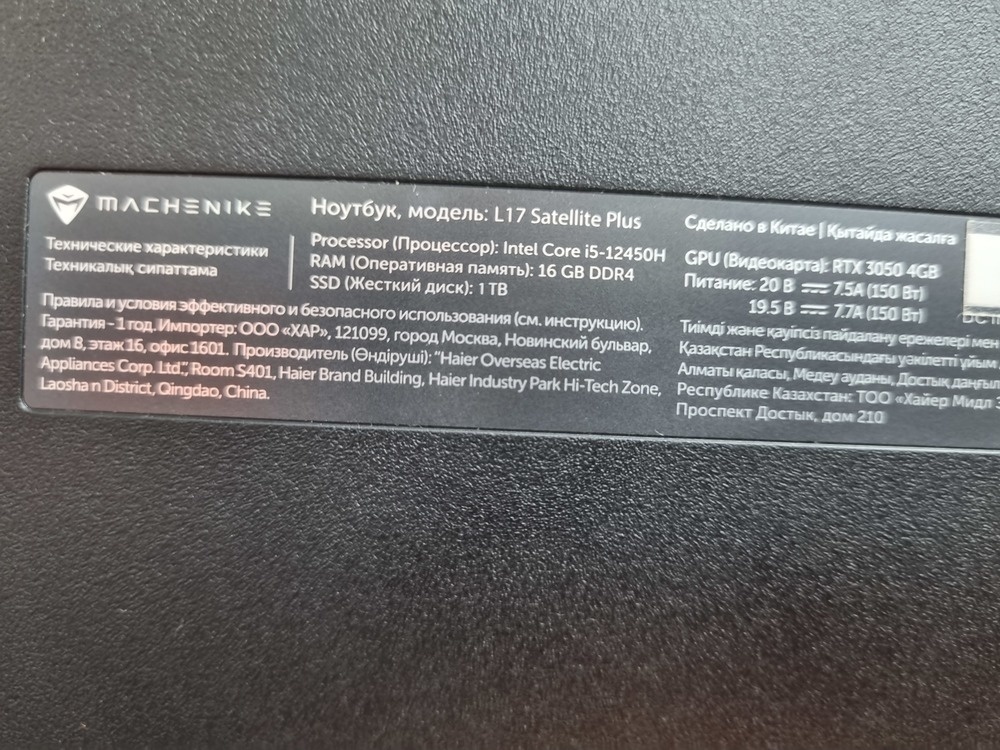 MACHENIKE
Ноутбук, модель: L17 Satellite Plus
Технические характеристики
Техникалық сипаттама
Processor (Процессор): Intel Core i5-12450H
RAM (Оперативная память): 16 GB DDR4
SSD (Жесткий диск): 1 TB
Правила и условия эффективного и безопасного использования (см. инструкцию).
Гарантия - 1 год. Импортер: ООО «ХАР», 121099, город Москва, Новинский бульвар,
дом 8, этаж 16, офис 1601. Производитель (Өндіруші): "Haier Overseas Electric
Appliances Corp. Ltd.", Room S401, Haier Brand Building, Haier Industry Park Hi-Tech Zone,
Laoshan District, Qingdao, China.
Сделано в Китае | Қытайда жасалға
GPU (Видеокарта): RTX 3050 4GB
Питание: 20 В ⎓ 7.5A (150 Вт)
19.5 В ⎓ 7.7A (150 Вт)
Тиімді және қауіпсіз пайдалану ережелері мен
Қазақстан Республикасындағы уәкілетті ұйым
Алматы қаласы, Медеу ауданы, Достық даңғыл
Республике Казахстан: ТОО «Хайер Мидл
Проспект Достык, дом 210